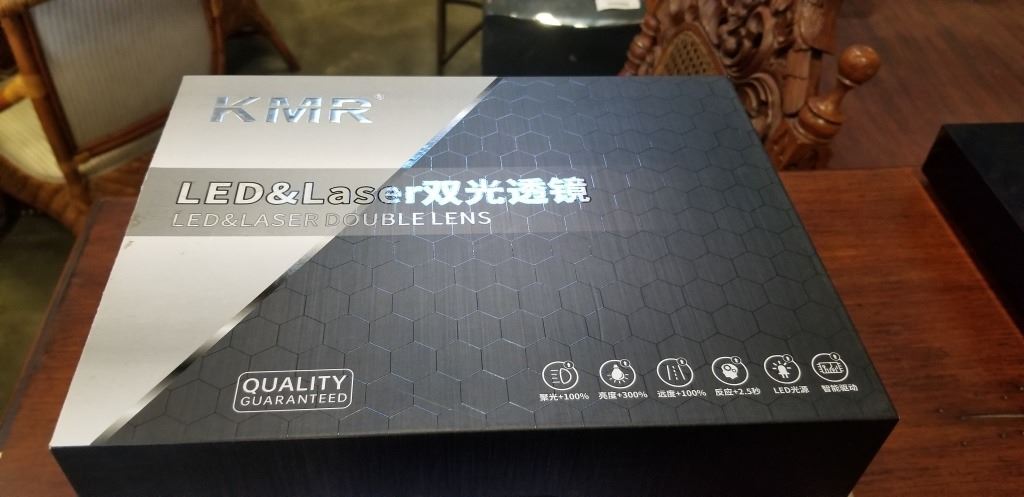 KMR®
LED&Laser双光透镜
LED&LASER DOUBLE LENS
QUALITY
GUARANTEED
聚光+100%
亮度+300%
远度+100%
反应+2.5秒
LED光源
智能驱动